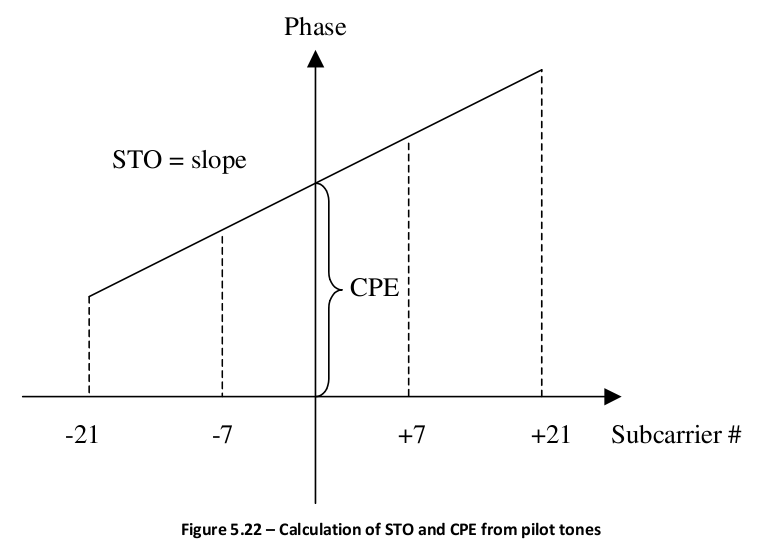 Phase
STO = slope
CPE
-21 -7 +7 +21 Subcarrier #
Figure 5.22 – Calculation of STO and CPE from pilot tones